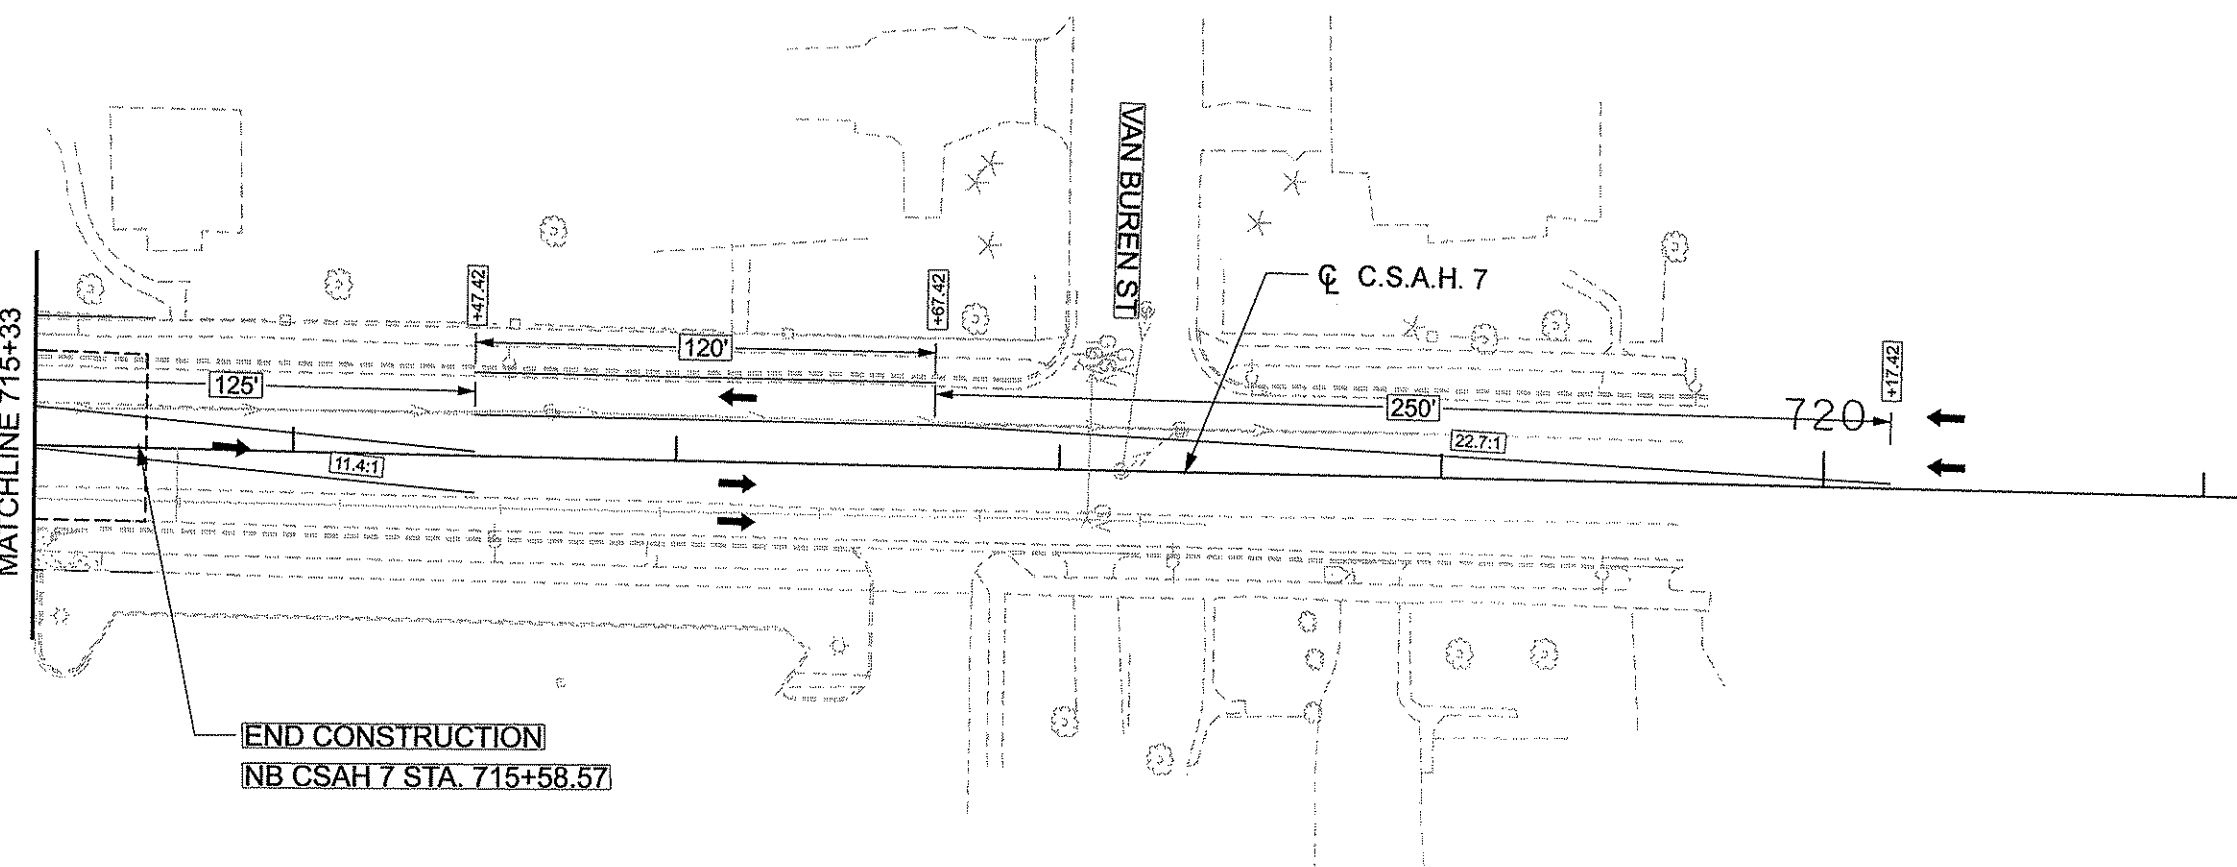 MATCHLINE 715+33
125'
+47.42
120'
+67.42
VAN BUREN ST
℄ C.S.A.H. 7
250'
+17.42
720
22.7:1
11.4:1
END CONSTRUCTION
NB CSAH 7 STA. 715+58.57